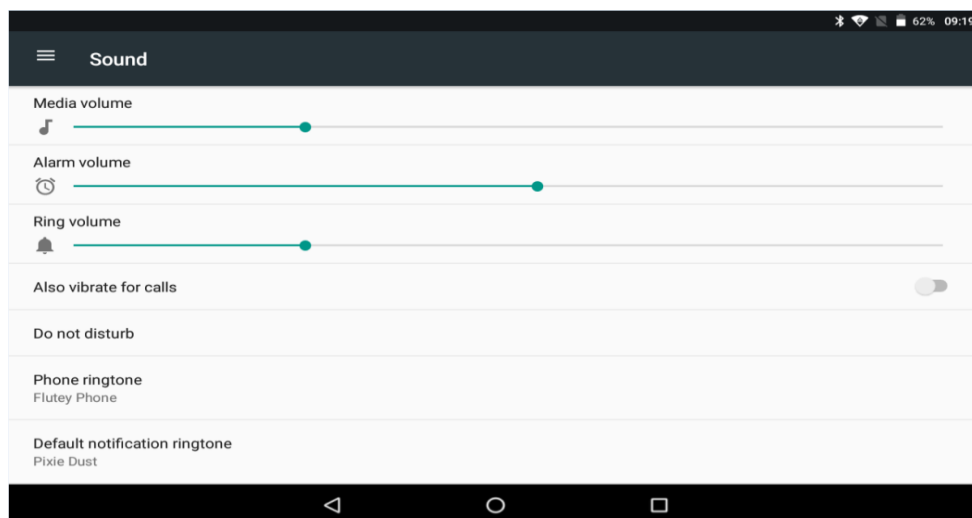 62% 09:19
Sound
Media volume
Alarm volume
Ring volume
Also vibrate for calls
Do not disturb
Phone ringtone
Flutey Phone
Default notification ringtone
Pixie Dust